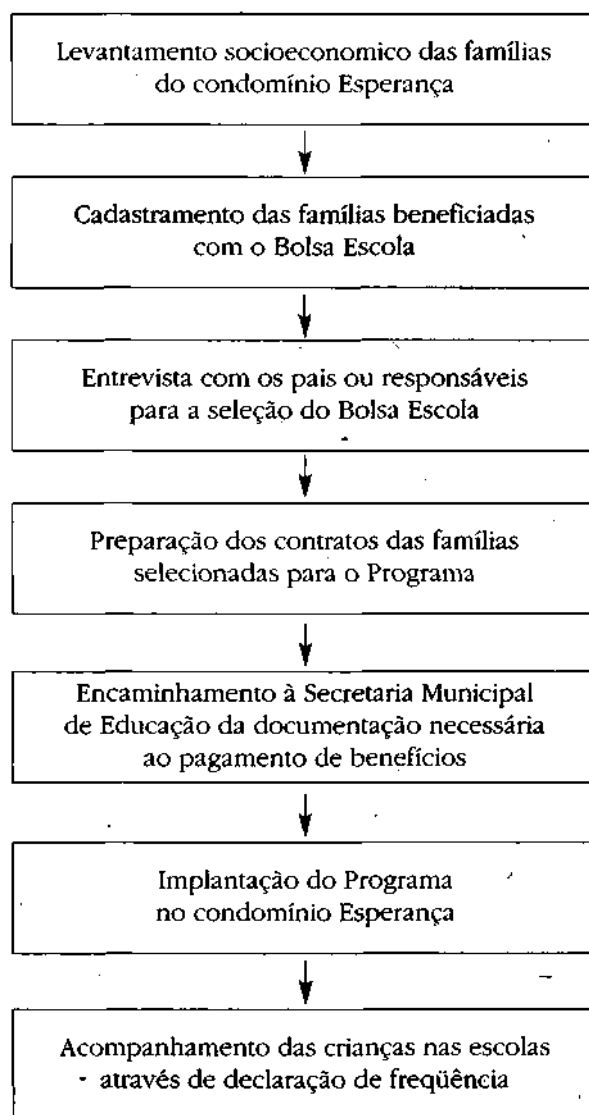 Levantamento socioeconomico das famílias
do condomínio Esperança
Cadastramento das famílias beneficiadas
com o Bolsa Escola
Entrevista com os pais ou responsáveis
para a seleção do Bolsa Escola
Preparação dos contratos das famílias
selecionadas para o Programa
Encaminhamento à Secretaria Municipal
de Educação da documentação necessária
ao pagamento de benefícios
Implantação do Programa
no condomínio Esperança
Acompanhamento das crianças nas escolas
através de declaração de freqüência